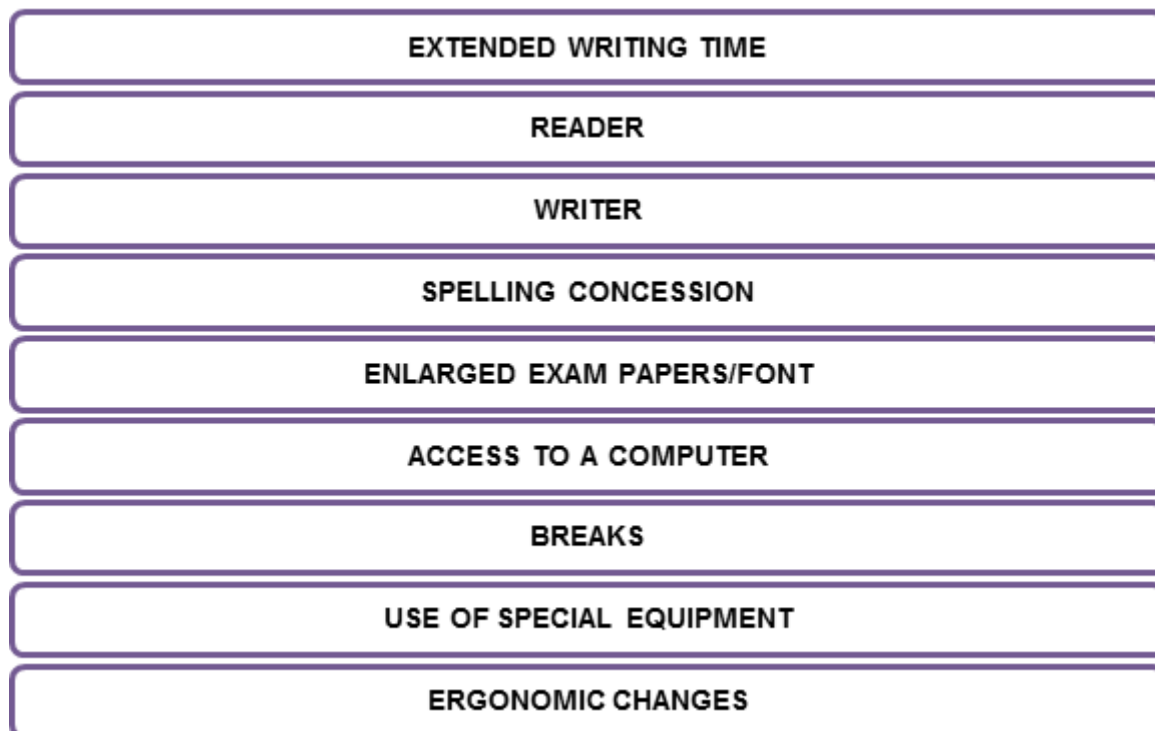 EXTENDED WRITING TIME
READER
WRITER
SPELLING CONCESSION
ENLARGED EXAM PAPERS/FONT
ACCESS TO A COMPUTER
BREAKS
USE OF SPECIAL EQUIPMENT
ERGONOMIC CHANGES